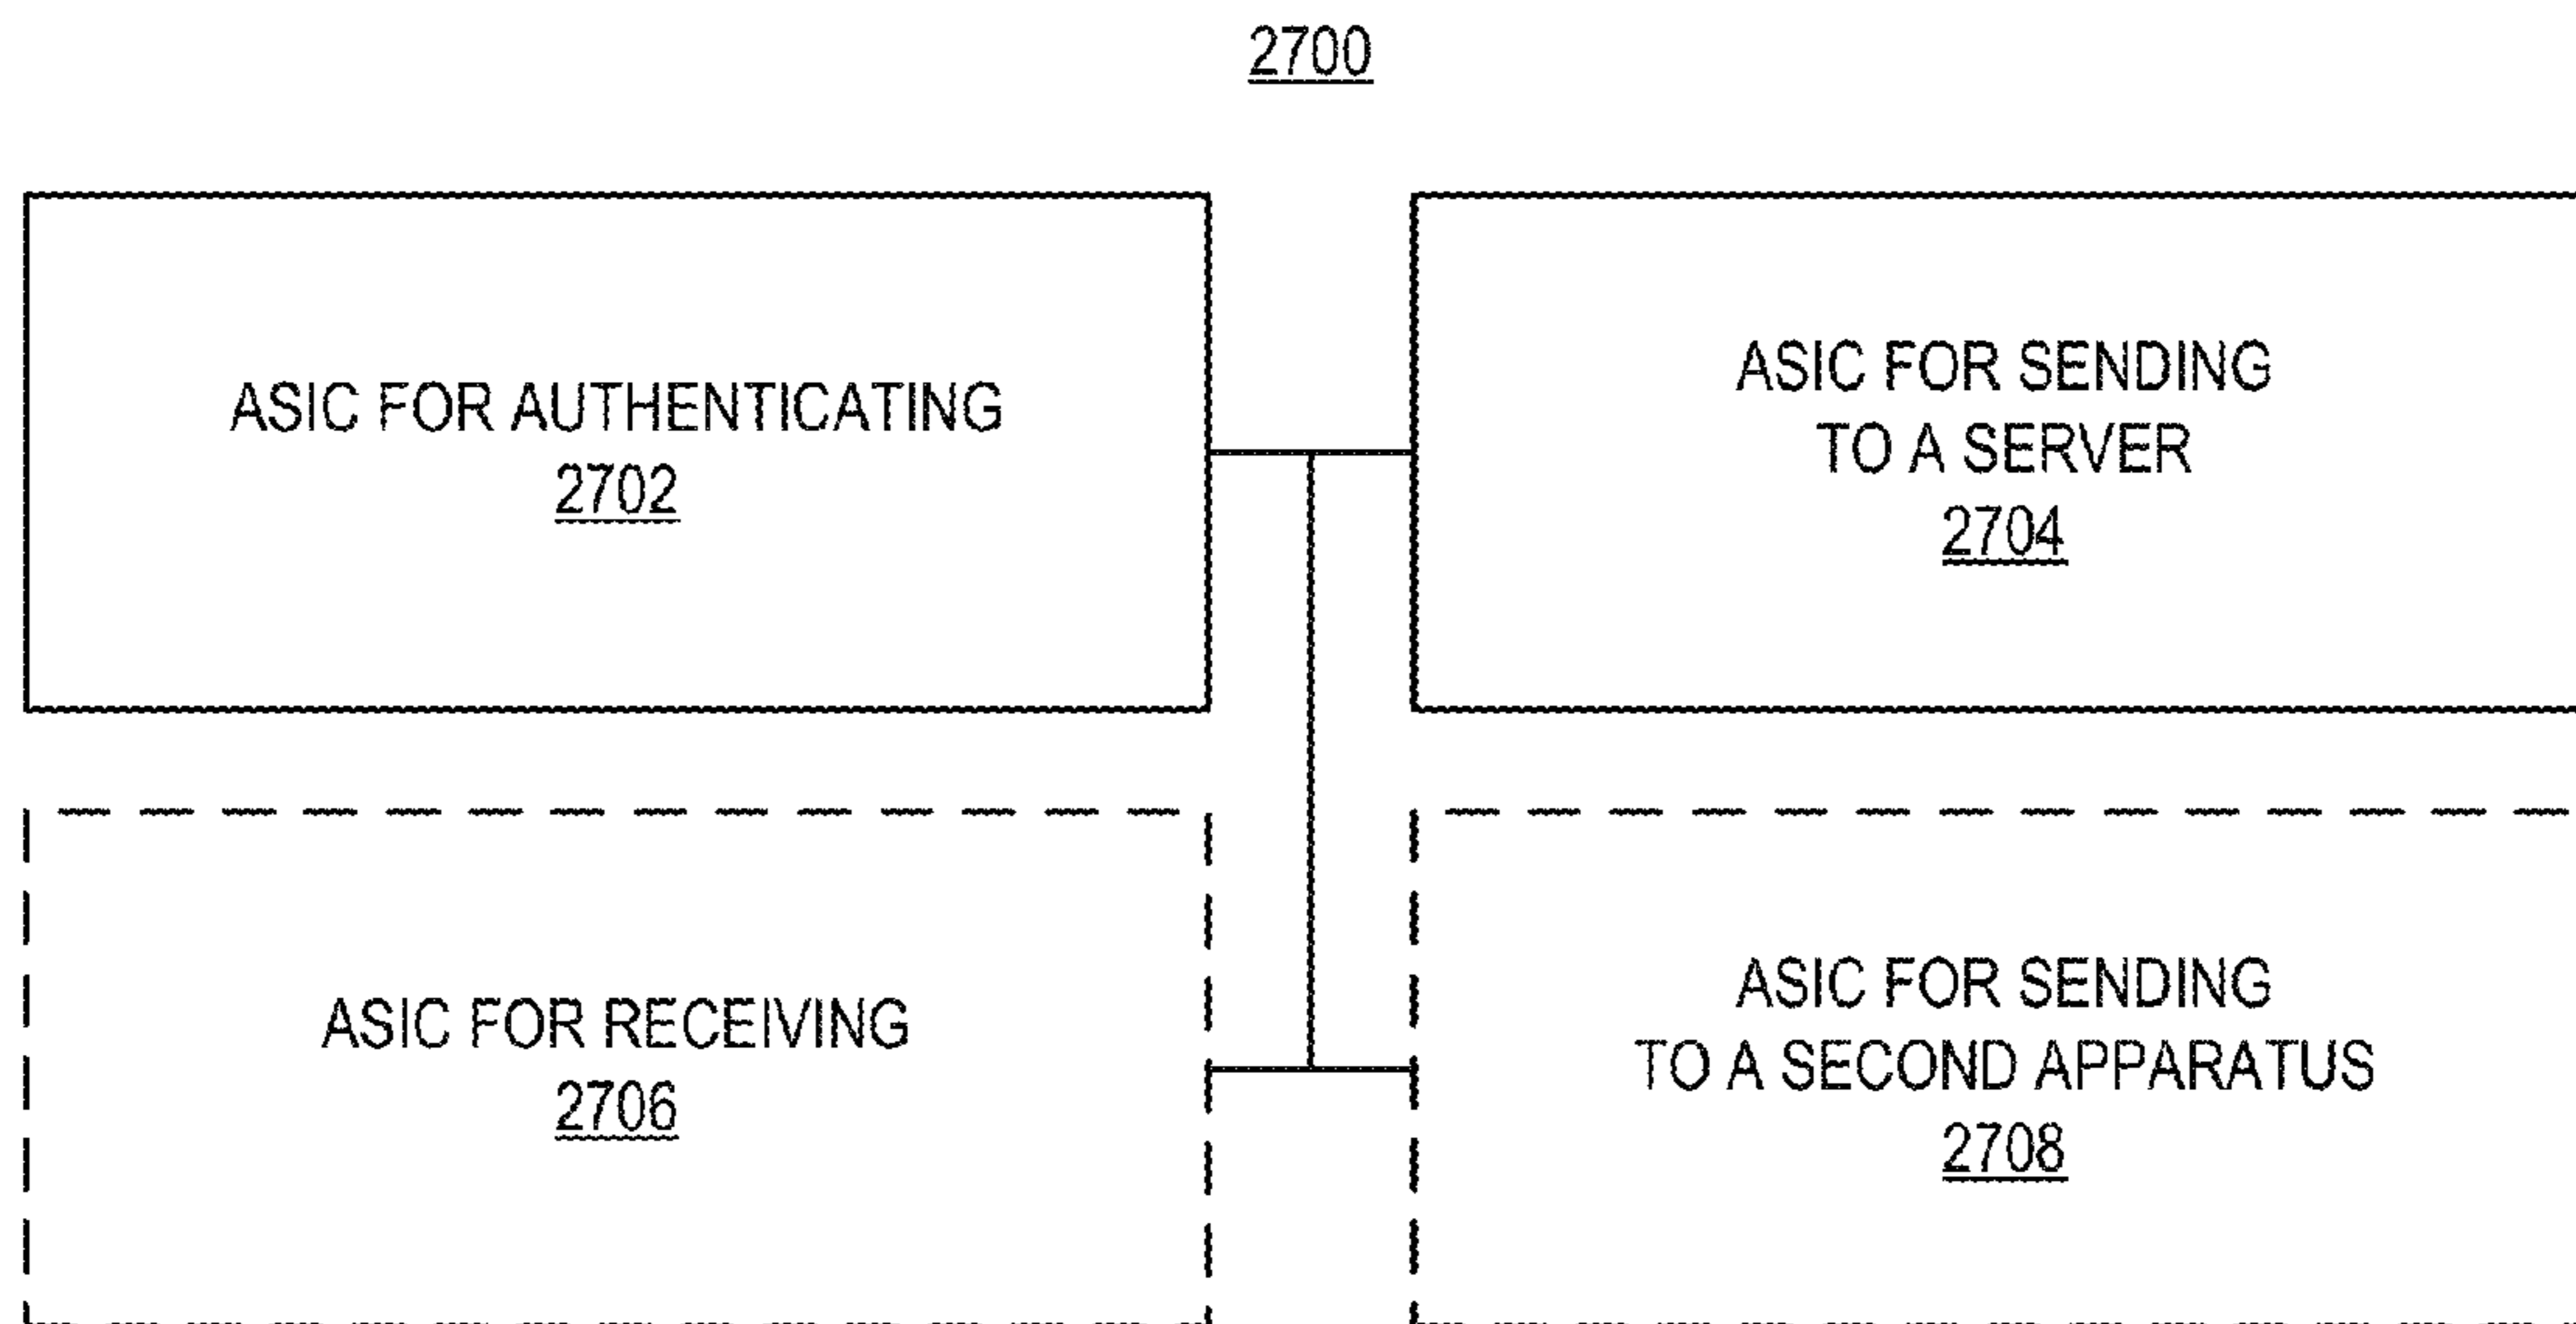 2700
ASIC FOR AUTHENTICATING
2702
ASIC FOR SENDING
TO A SERVER
2704
ASIC FOR RECEIVING
2706
ASIC FOR SENDING
TO A SECOND APPARATUS
2708